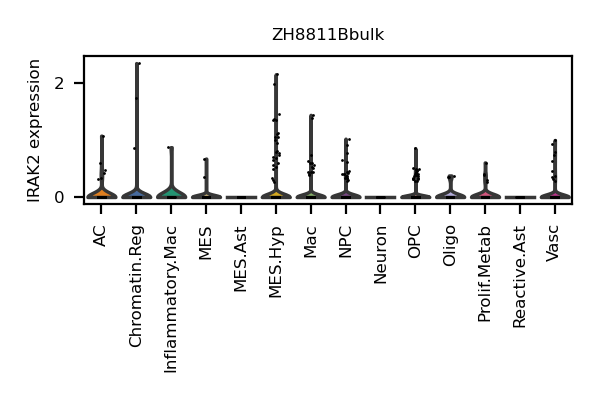 ZH8811Bbulk
IRAK2 expression
2
0
AC
Chromatin.Reg
Inflammatory.Mac
MES
MES.Ast
MES.Hyp
Mac
NPC
Neuron
OPC
Oligo
Prolif.Metab
Reactive.Ast
Vasc